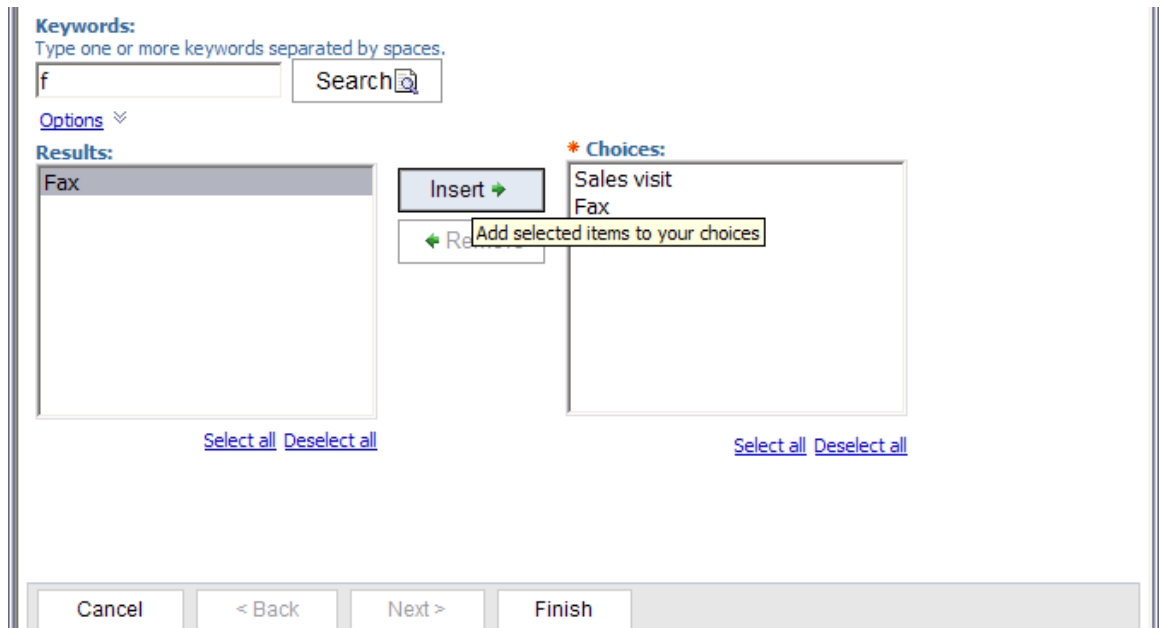 Keywords:
Type one or more keywords separated by spaces.
f
Search
Options
Results:
Fax
Insert
Add selected items to your choices
* Choices:
Sales visit
Fax
Select all Deselect all
Select all Deselect all
Cancel
< Back
Next >
Finish